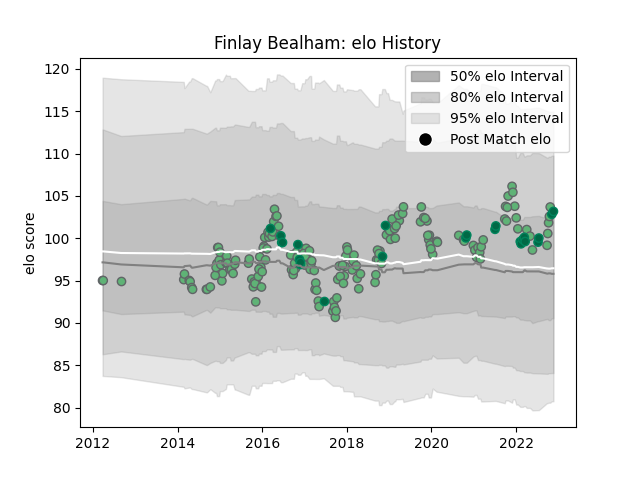 Finlay Bealham: elo History
50% elo Interval
80% elo Interval
95% elo Interval
Post Match elo
elo score
120
115
110
105
100
95
90
85
80
2012
2014
2016
2018
2020
2022